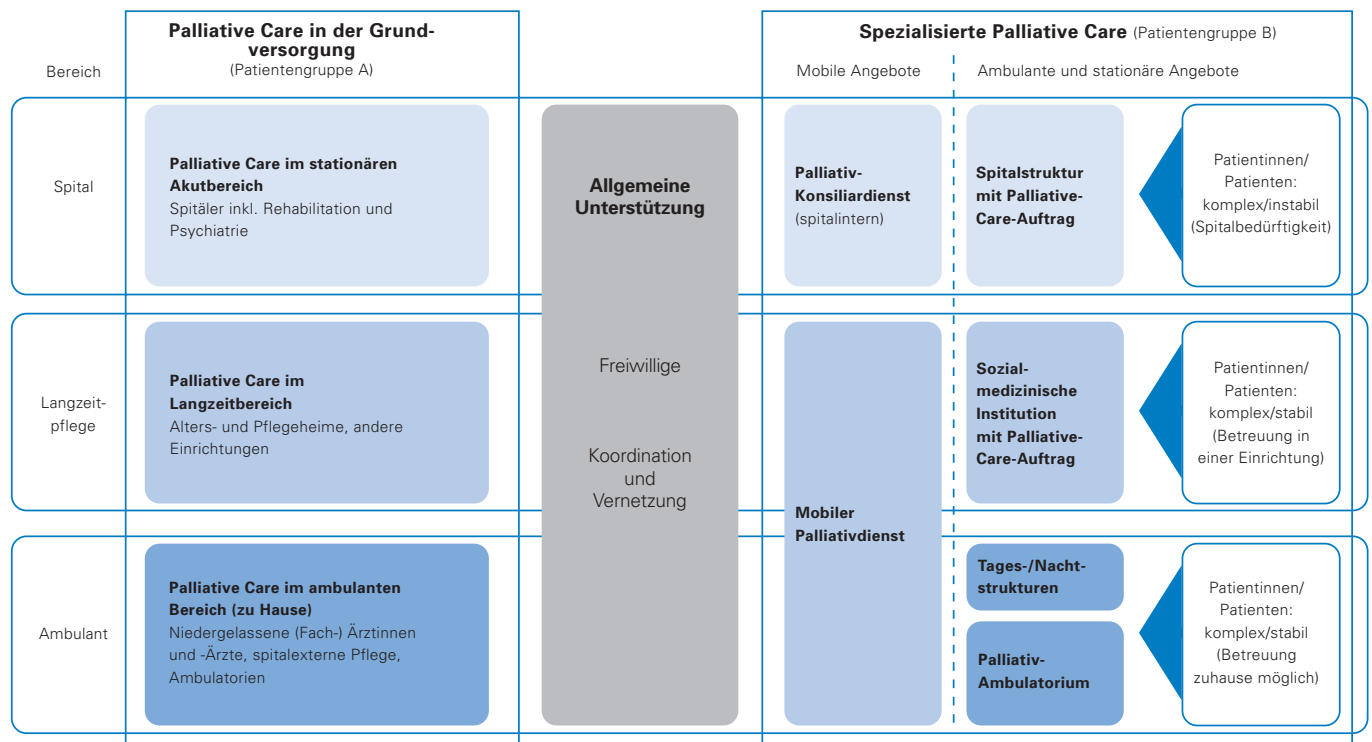 Palliative Care in der Grund-
versorgung
(Patientengruppe A)
Spezialisierte Palliative Care (Patientengruppe B)
Bereich
Mobile Angebote
Ambulante und stationäre Angebote
Spital
Palliative Care im stationären
Akutbereich
Spitäler inkl. Rehabilitation und
Psychiatrie
Allgemeine
Unterstützung
Freiwillige
Koordination
und
Vernetzung
Palliativ-
Konsiliardienst
(spitalintern)
Spitalstruktur
mit Palliative-
Care-Auftrag
Patientinnen/
Patienten:
komplex/instabil
(Spitalbedürftigkeit)
Langzeit-
pflege
Palliative Care im
Langzeitbereich
Alters- und Pflegeheime, andere
Einrichtungen
Mobiler
Palliativdienst
Sozial-
medizinische
Institution
mit Palliative-
Care-Auftrag
Patientinnen/
Patienten:
komplex/stabil
(Betreuung in
einer Einrichtung)
Ambulant
Palliative Care im ambulanten
Bereich (zu Hause)
Niedergelassene (Fach-) Ärztinnen
und -Ärzte, spitalexterne Pflege,
Ambulatorien
Tages-/Nacht-
strukturen
Palliativ-
Ambulatorium
Patientinnen/
Patienten:
komplex/stabil
(Betreuung
zuhause möglich)